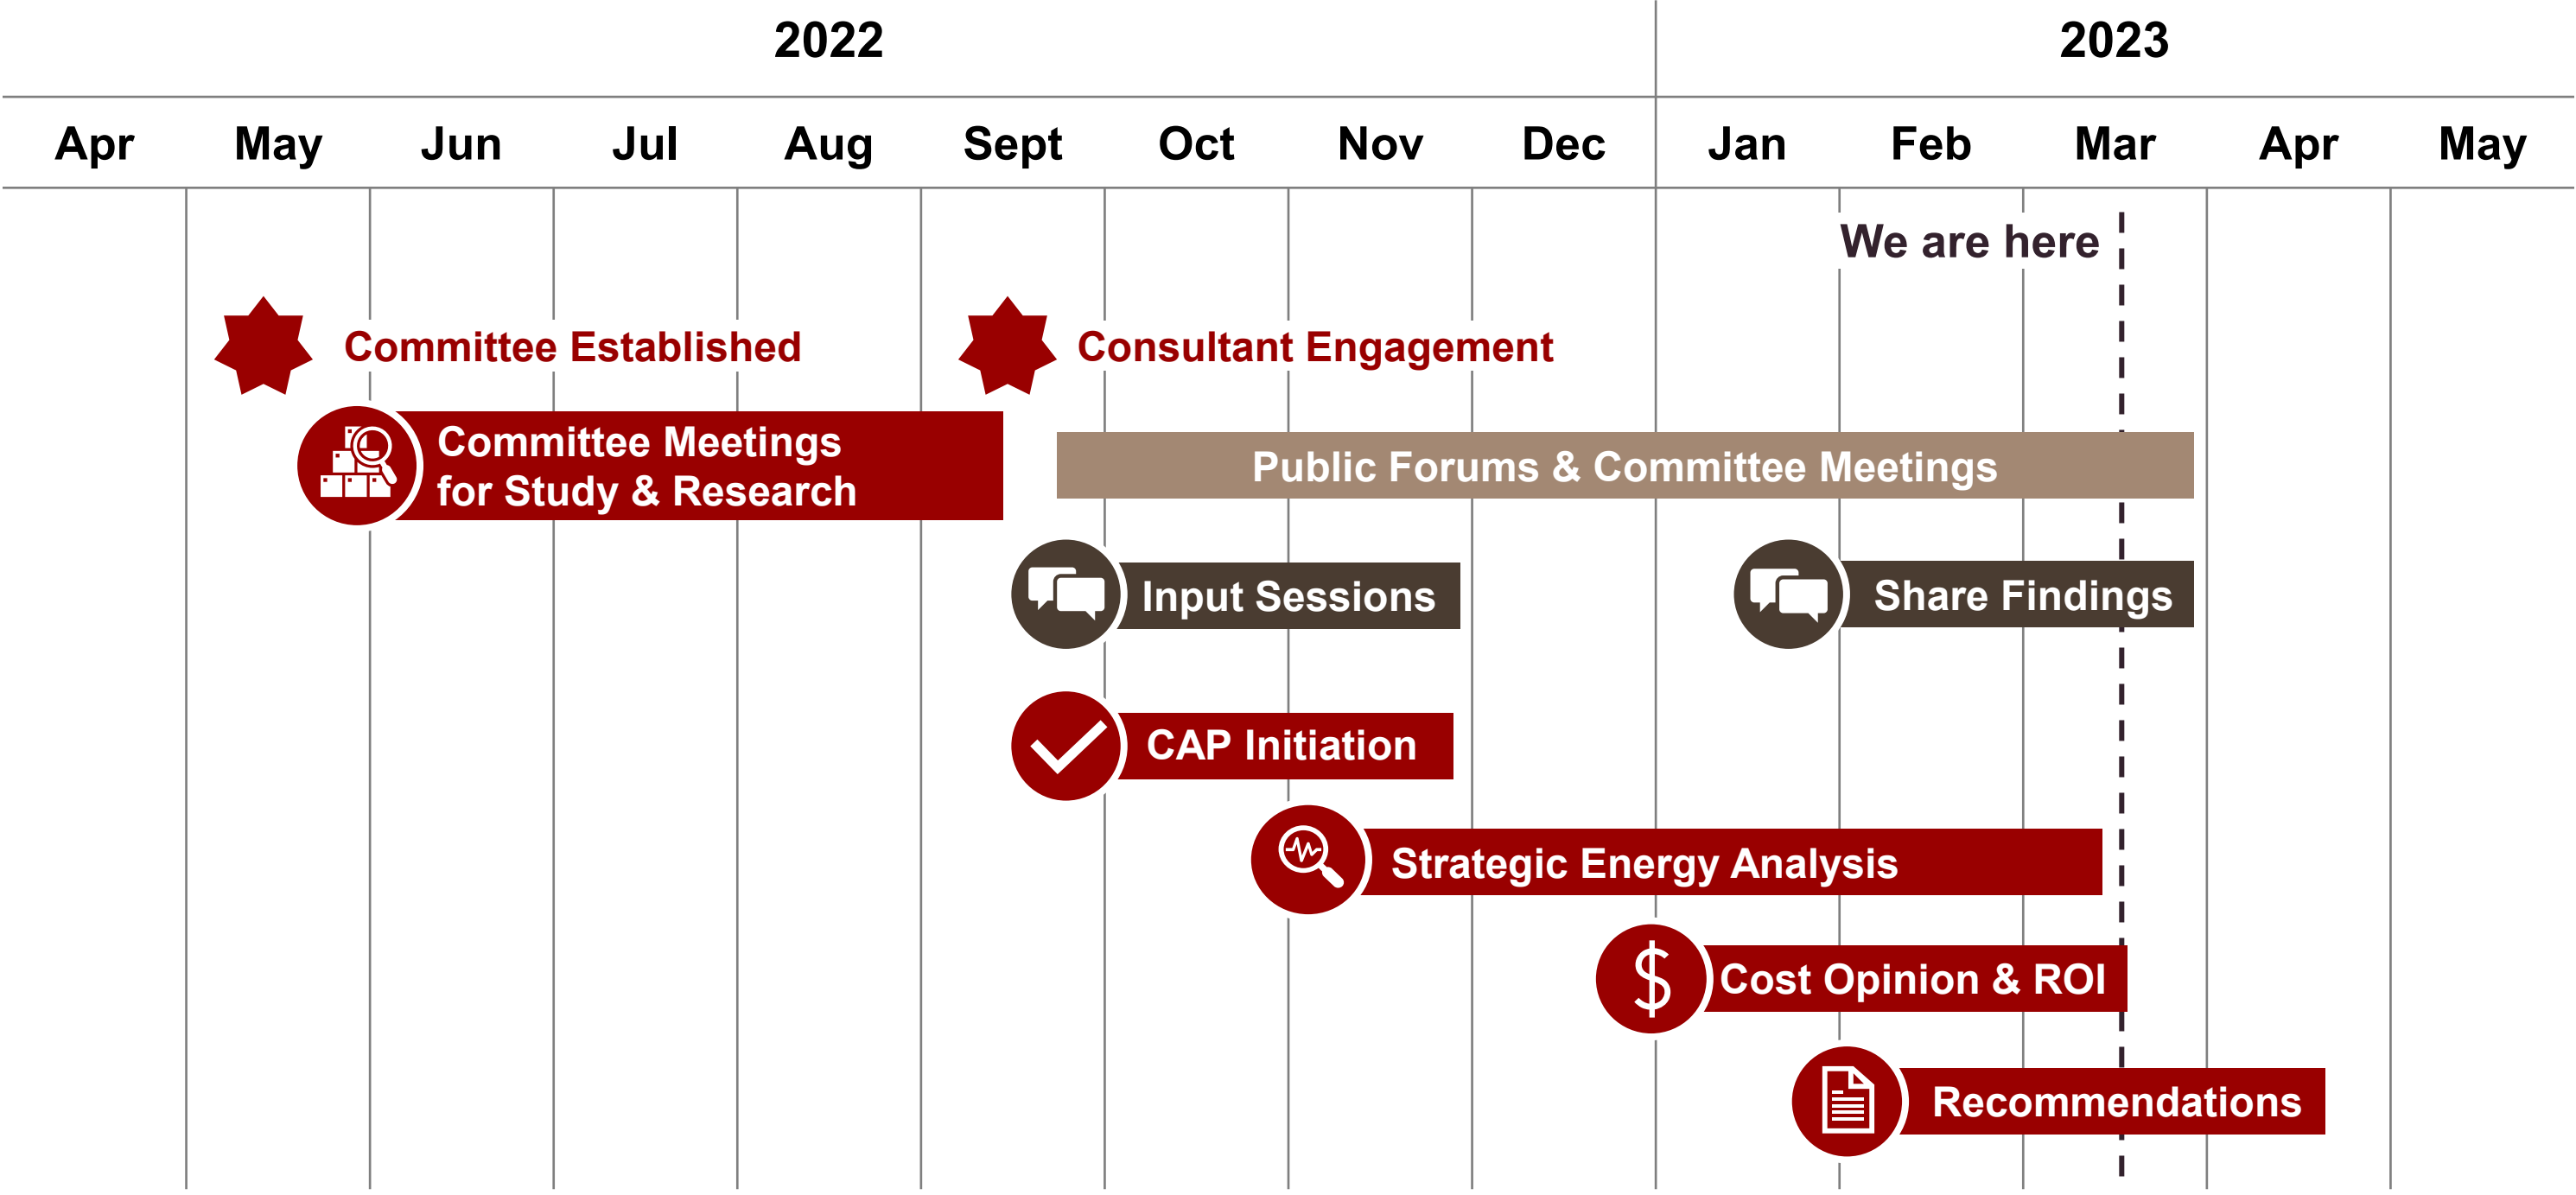 2022
2023
Apr
May
Jun
Jul
Aug
Sept
Oct
Nov
Dec
Jan
Feb
Mar
Apr
May
We are here
Committee Established
Consultant Engagement
Committee Meetings
for Study & Research
Public Forums & Committee Meetings
Input Sessions
Share Findings
CAP Initiation
Strategic Energy Analysis
$
Cost Opinion & ROI
Recommendations